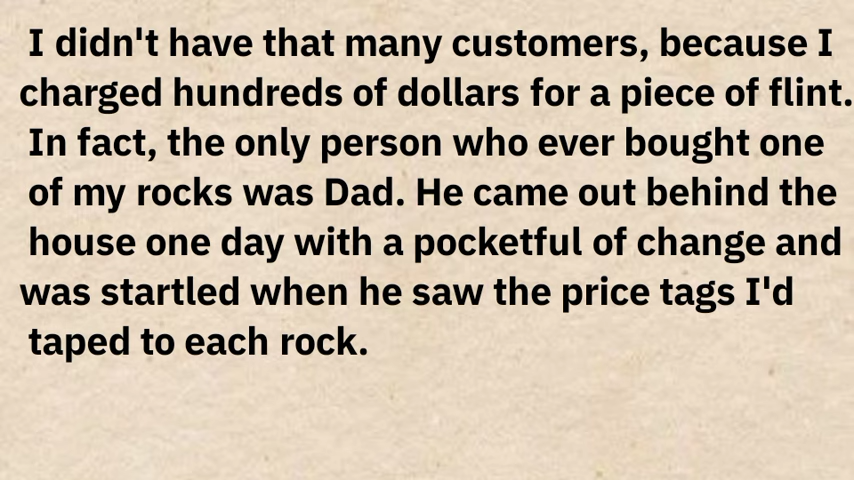 I didn't have that many customers, because I
charged hundreds of dollars for a piece of flint.
In fact, the only person who ever bought one
of my rocks was Dad. He came out behind the
house one day with a pocketful of change and
was startled when he saw the price tags I'd
taped to each rock.